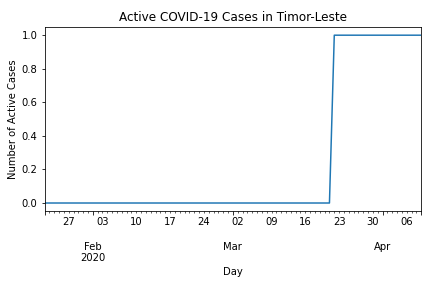 Active COVID-19 Cases in Timor-Leste
1.0
0.8
0.6
0.4
0.2
0.0
Number of Active Cases
27 03 10 17 24 02 09 16 23 30 06
Feb Mar Apr
2020
Day